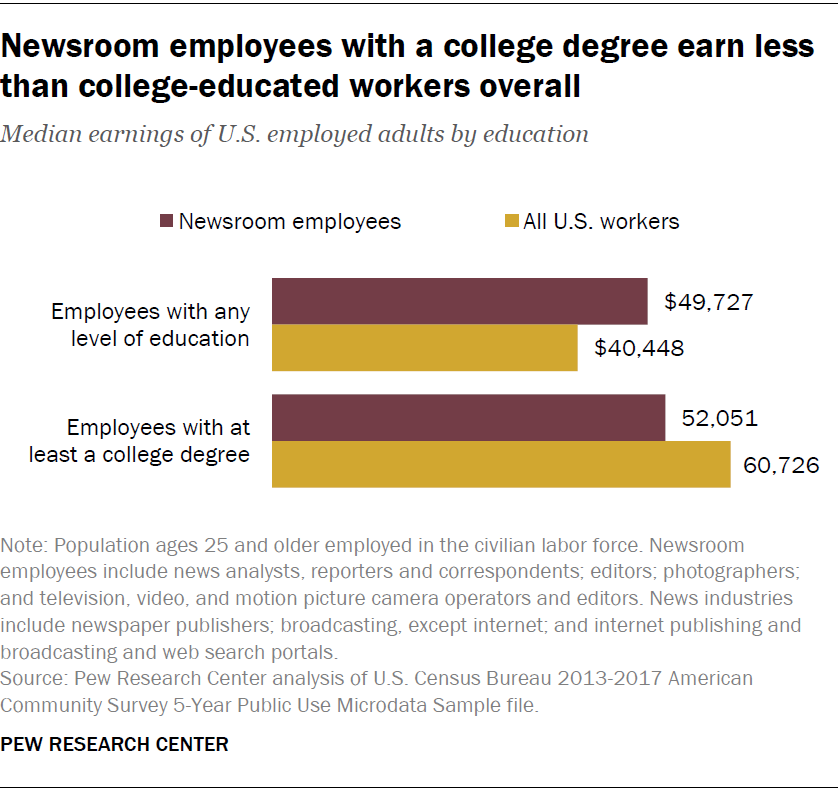 Newsroom employees with a college degree earn less
than college-educated workers overall
Median earnings of U.S. employed adults by education
Newsroom employees
All U.S. workers
Employees with any
level of education
$49,727
$40,448
Employees with at
least a college degree
52,051
60,726
Note: Population ages 25 and older employed in the civilian labor force. Newsroom
employees include news analysts, reporters and correspondents; editors; photographers;
and television, video, and motion picture camera operators and editors. News industries
include newspaper publishers; broadcasting, except internet; and internet publishing and
broadcasting and web search portals.
Source: Pew Research Center analysis of U.S. Census Bureau 2013-2017 American
Community Survey 5-Year Public Use Microdata Sample file.
PEW RESEARCH CENTER